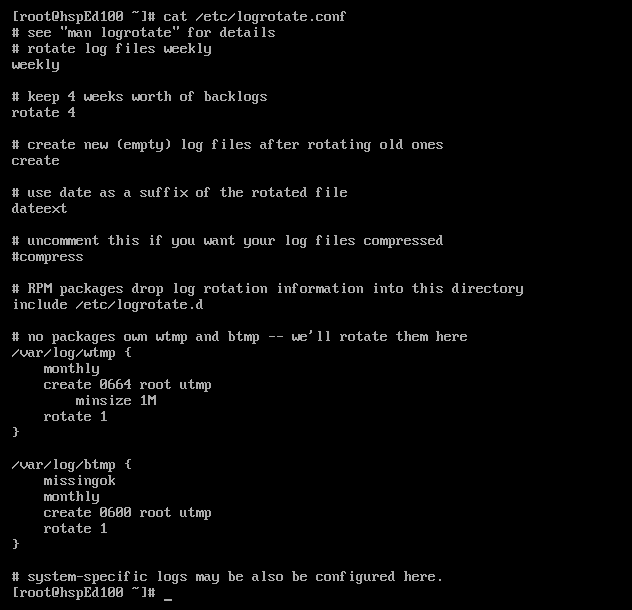 [root@hspEd100 ~]# cat /etc/logrotate.conf
# see "man logrotate" for details
# rotate log files weekly
weekly

# keep 4 weeks worth of backlogs
rotate 4

# create new (empty) log files after rotating old ones
create

# use date as a suffix of the rotated file
dateext

# uncomment this if you want your log files compressed
#compress

# RPM packages drop log rotation information into this directory
include /etc/logrotate.d

# no packages own wtmp and btmp -- we'll rotate them here
/var/log/wtmp {
    monthly
    create 0664 root utmp
        minsize 1M
    rotate 1
}

/var/log/btmp {
    missingok
    monthly
    create 0600 root utmp
    rotate 1
}

# system-specific logs may be also be configured here.
[root@hspEd100 ~]# _